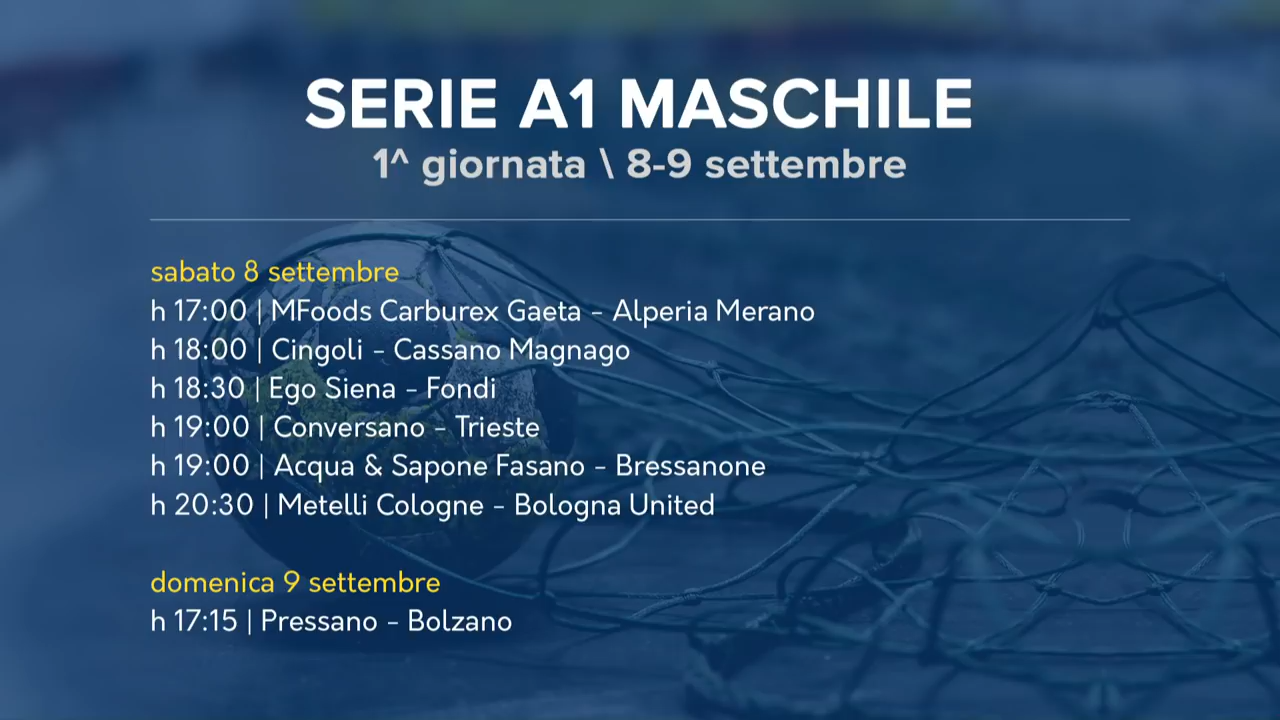 SERIE A1 MASCHILE
1^ giornata \ 8-9 settembre
sabato 8 settembre
h 17:00 | MFoods Carburex Gaeta – Alperia Merano
h 18:00 | Cingoli – Cassano Magnago
h 18:30 | Ego Siena – Fondi
h 19:00 | Conversano – Trieste
h 19:00 | Acqua & Sapone Fasano – Bressanone
h 20:30 | Metelli Cologne – Bologna United
domenica 9 settembre
h 17:15 | Pressano – Bolzano